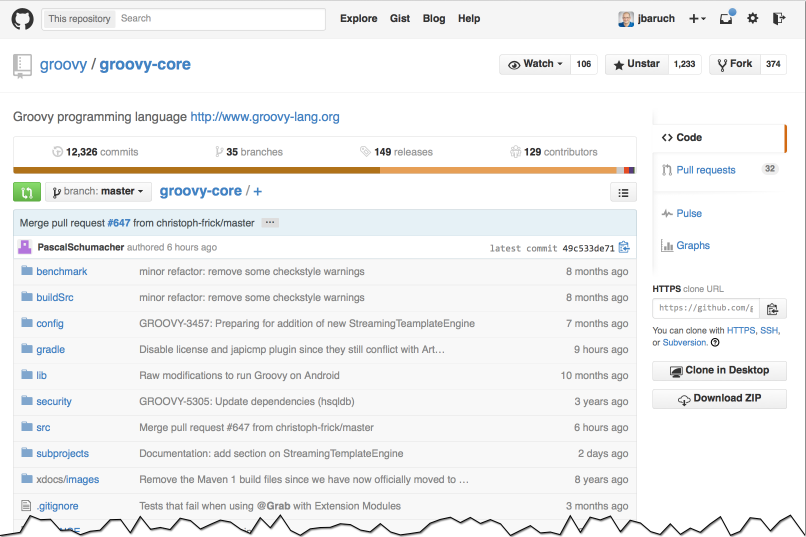 This repository Search Explore Gist Blog Help jbaruch
groovy / groovy-core Watch 106 Unstar 1,233 Fork 374
Groovy programming language http://www.groovy-lang.org
12,326 commits 35 branches 149 releases 129 contributors
branch: master groovy-core / +
Merge pull request #647 from christoph-frick/master ...
PascalSchumacher authored 6 hours ago latest commit 49c533de71
benchmark minor refactor: remove some checkstyle warnings 8 months ago
buildSrc minor refactor: remove some checkstyle warnings 8 months ago
config GROOVY-3457: Preparing for addition of new StreamingTeamplateEngine 7 months ago
gradle Disable license and japicmp plugin since they still conflict with Art… 9 hours ago
lib Raw modifications to run Groovy on Android 10 months ago
security GROOVY-5305: Update dependencies (hsqldb) 3 years ago
src Merge pull request #647 from christoph-frick/master 6 hours ago
subprojects Documentation: add section on StreamingTemplateEngine 2 days ago
xdocs/images Remove the Maven 1 build files since we have now officially moved to … 8 years ago
.gitignore Tests that fail when using @Grab with Extension Modules 3 months ago
Code
Pull requests 32
Pulse
Graphs
HTTPS clone URL
https://github.com/g
You can clone with HTTPS, SSH,
or Subversion.
Clone in Desktop
Download ZIP